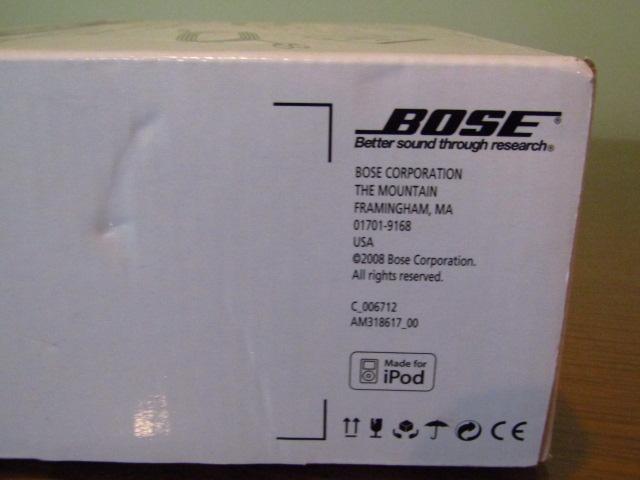 BOSE®
Better sound through research®
BOSE CORPORATION
THE MOUNTAIN
FRAMINGHAM, MA
01701-9168
USA
©2008 Bose Corporation.
All rights reserved.
C_006712
AM318617_00
Made for
iPod
CE